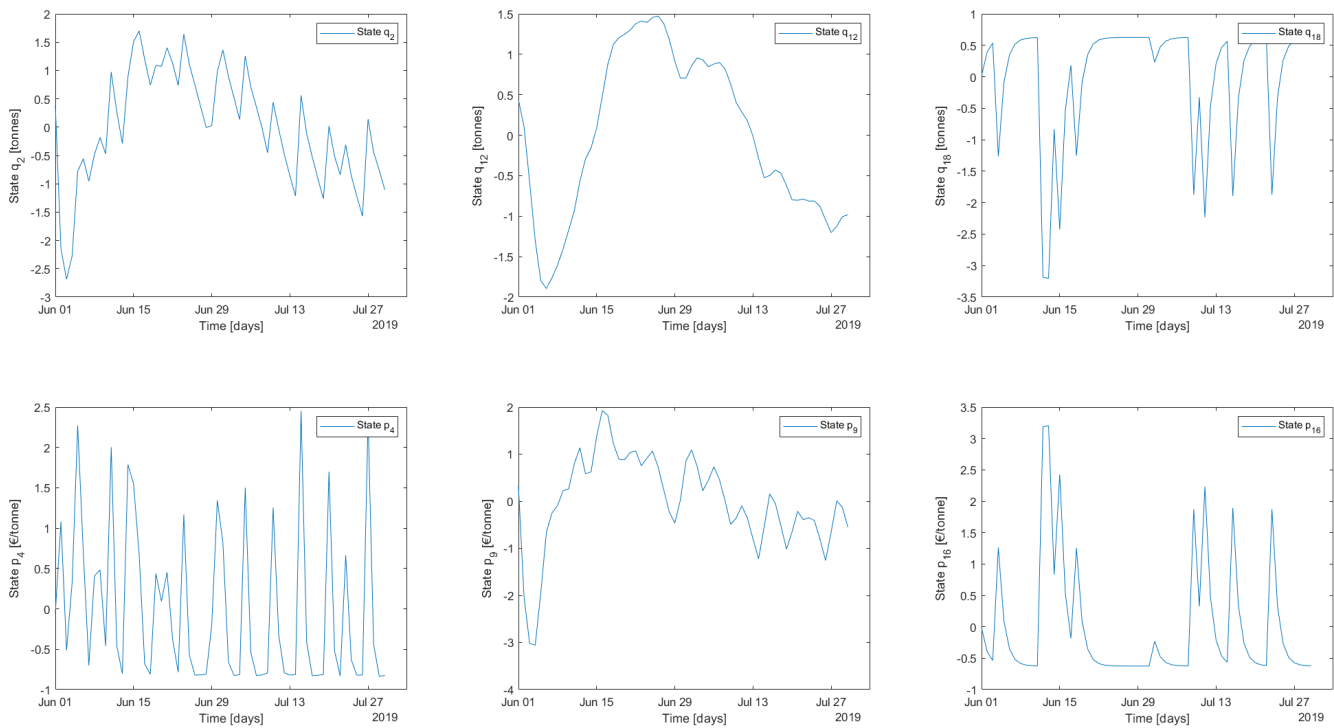 State q2
2
1.5
1
0.5
0
-0.5
-1
-1.5
-2
-2.5
-3
State q2 [tonnes]
Jun 01 Jun 15 Jun 29 Jul 13 Jul 27
Time [days]
2019
State q12
1.5
1
0.5
0
-0.5
-1
-1.5
-2
State q12 [tonnes]
Jun 01 Jun 15 Jun 29 Jul 13 Jul 27
Time [days]
2019
State q18
1
0.5
0
-0.5
-1
-1.5
-2
-2.5
-3
-3.5
State q18 [tonnes]
Jun 01 Jun 15 Jun 29 Jul 13 Jul 27
Time [days]
2019
State p4
2.5
2
1.5
1
0.5
0
-0.5
-1
State p4 [€/tonne]
Jun 01 Jun 15 Jun 29 Jul 13 Jul 27
Time [days]
2019
State p9
2
1
0
-1
-2
-3
-4
State p9 [€/tonne]
Jun 01 Jun 15 Jun 29 Jul 13 Jul 27
Time [days]
2019
State p16
3.5
3
2.5
2
1.5
1
0.5
0
-0.5
-1
State p16 [€/tonne]
Jun 01 Jun 15 Jun 29 Jul 13 Jul 27
Time [days]
2019